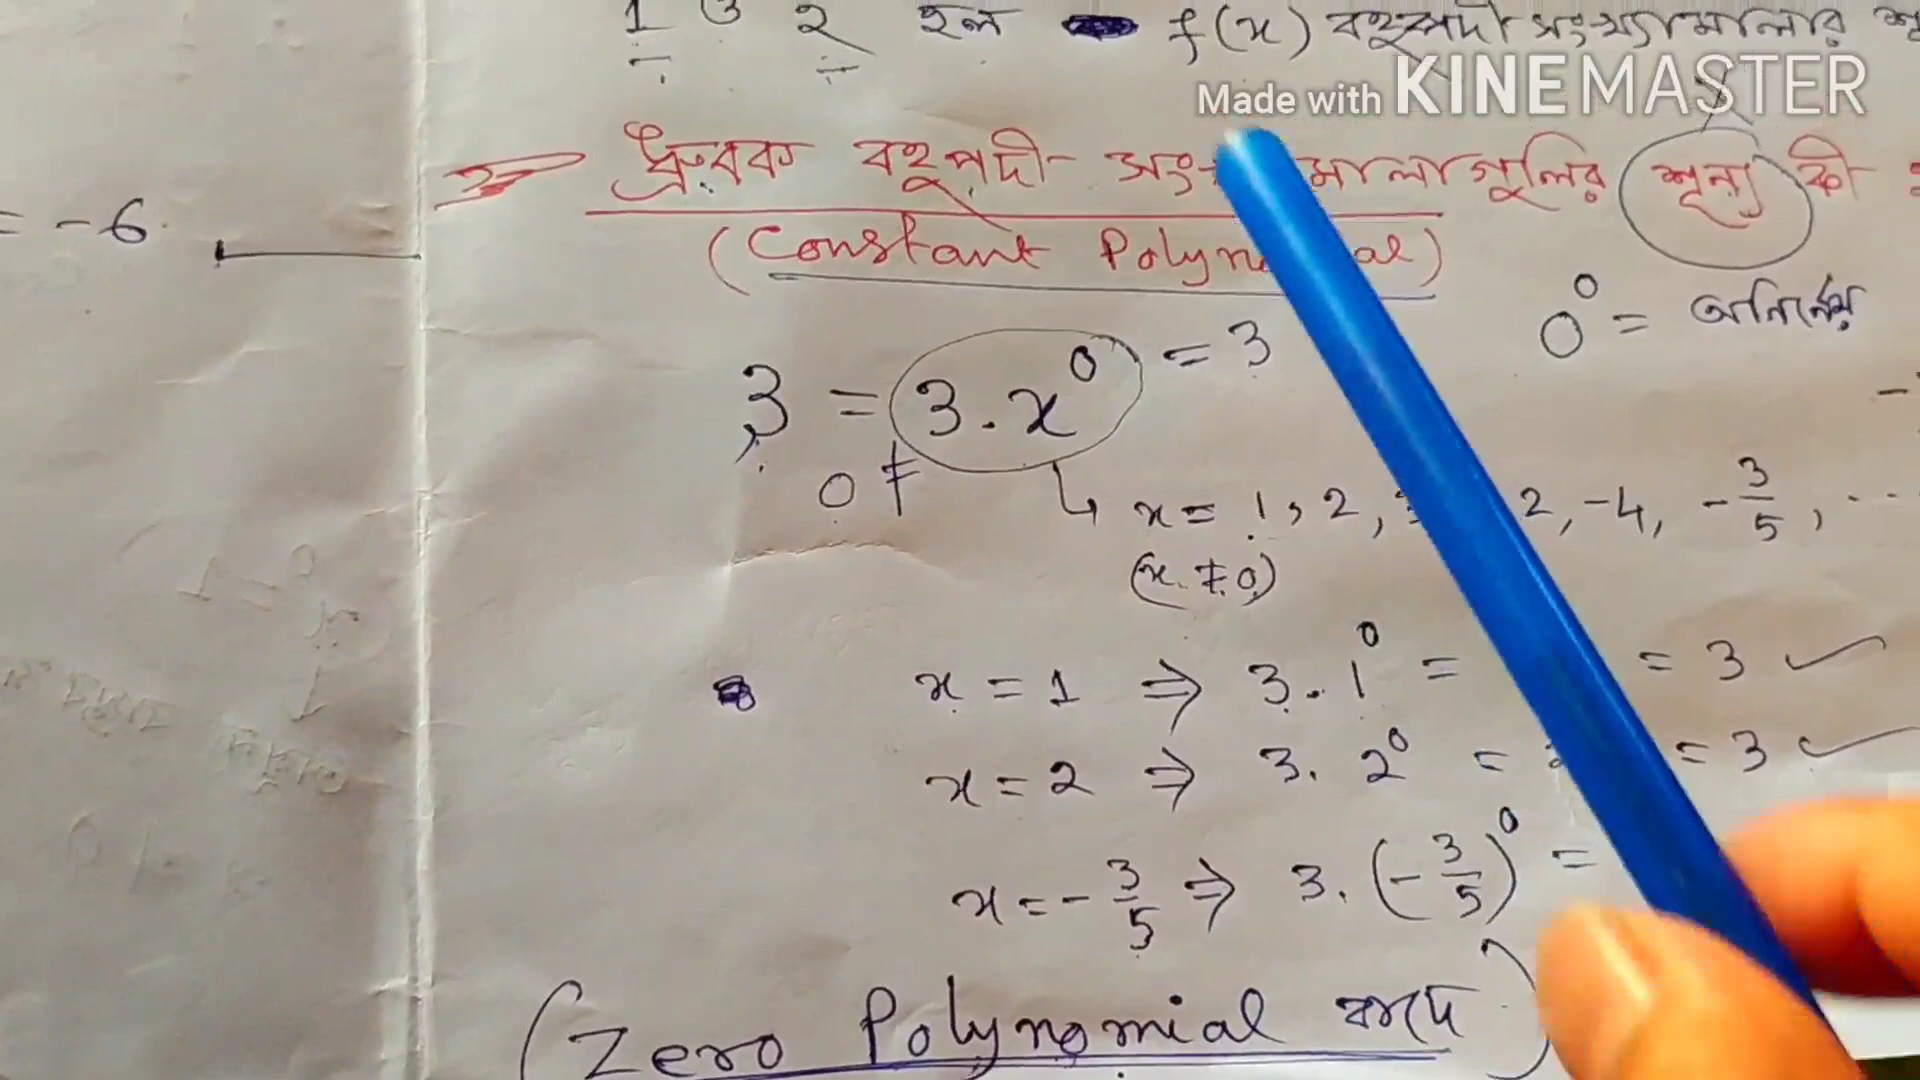 1 ও ২ হল f(x) বহুপদী সংখ্যামালার
Made with KINEMASTER
ধ্রুবক বহুপদী সংখ্যামালাগুলির শূন্য কী
= -6
(Constant Polynomial)
0⁰ = অনির্ণেয়
3 = 3.x⁰ = 3
0 ≠
x = 1, 2, 2, -4, -3/5, ...
(x ≠ 0)
x = 1 ⇒ 3.1⁰ = = 3 ✓
x = 2 ⇒ 3.2⁰ = = 3 ✓
x = -3/5 ⇒ 3.(-3/5)⁰ =
(Zero Polynomial বাদে)